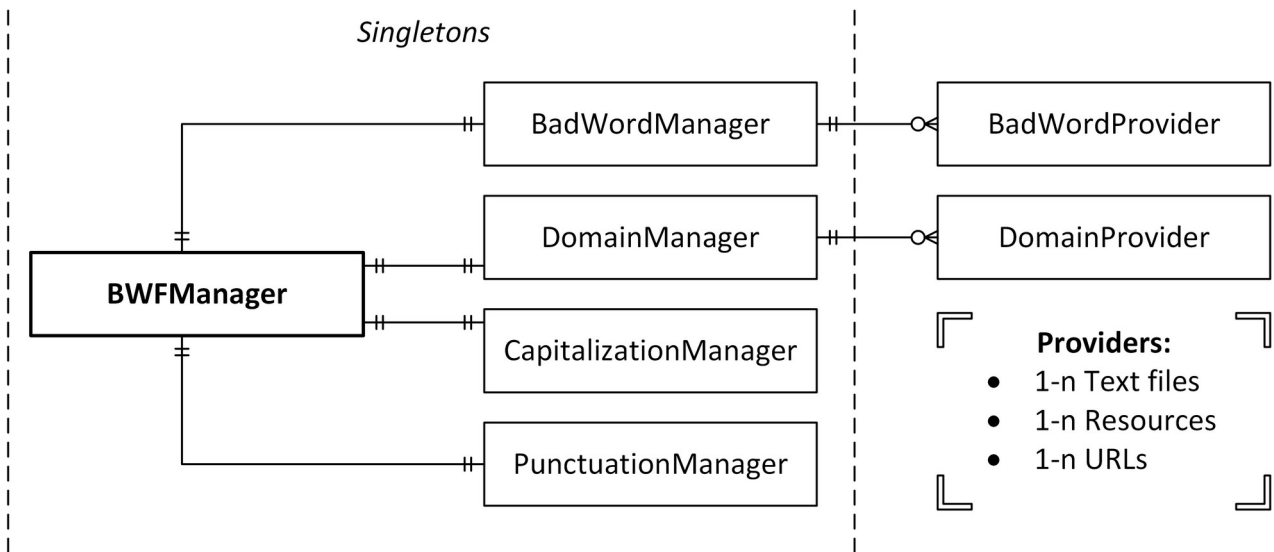 Singletons
BadWordManager
BadWordProvider
DomainManager
DomainProvider
BWFManager
CapitalizationManager
PunctuationManager
Providers:
• 1-n Text files
• 1-n Resources
• 1-n URLs